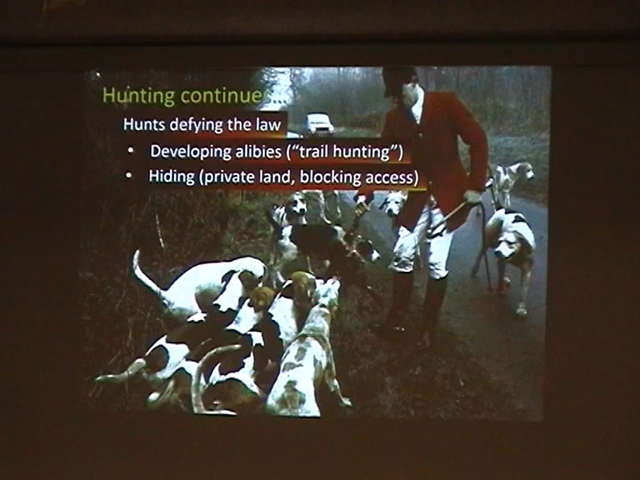 Hunting continue...
Hunts defying the law
• Developing alibies (“trail hunting”)
• Hiding (private land, blocking access)